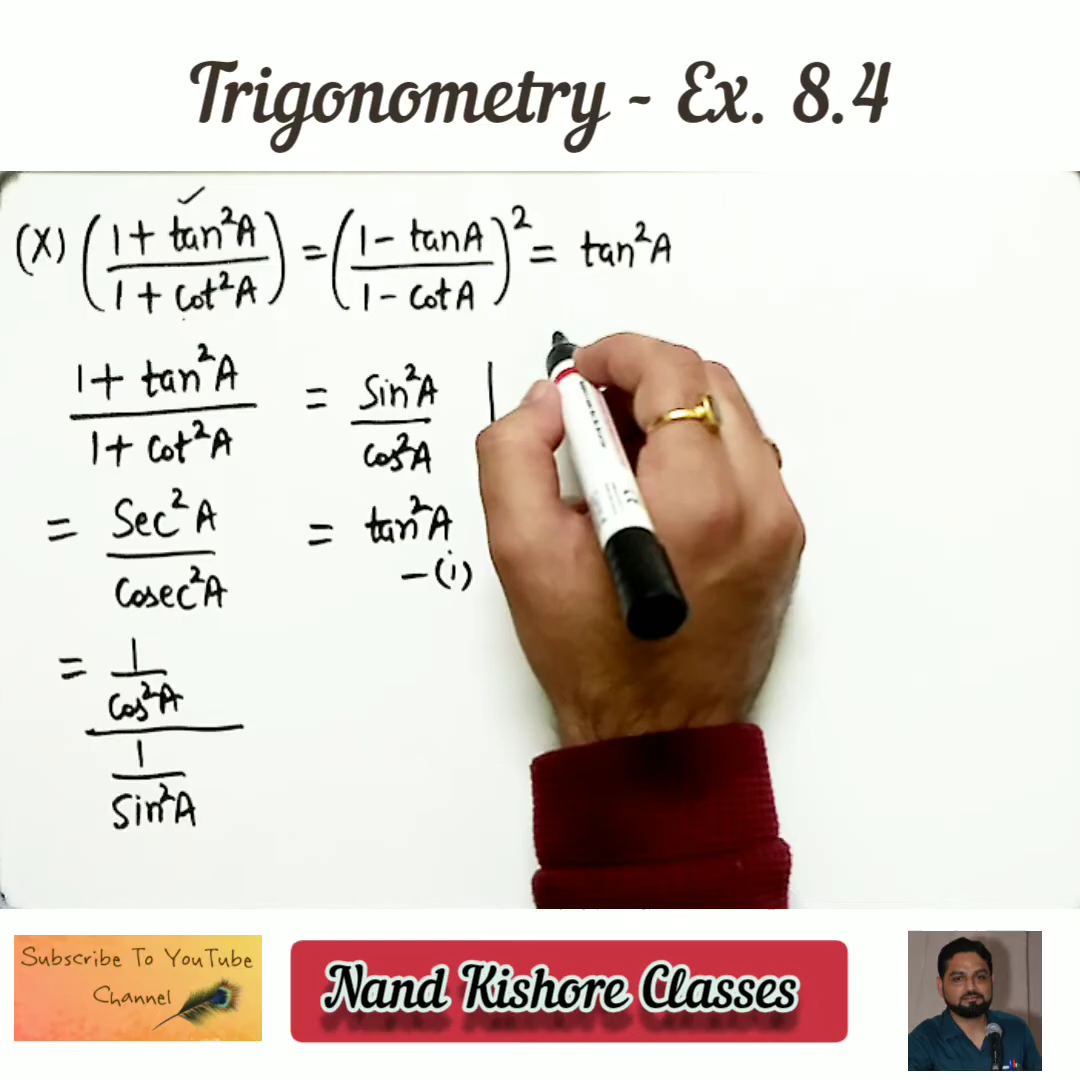 Trigonometry - Ex. 8.4
(X) (1 + tan²A / 1 + cot²A) = (1 - tanA / 1 - cotA)² = tan²A
1 + tan²A / 1 + cot²A
= Sec²A / Cosec²A
= 1/cos²A / 1/Sin²A
= Sin²A / cos²A
= tan²A
- (i)
Subscribe To YouTube
Channel
Nand Kishore Classes